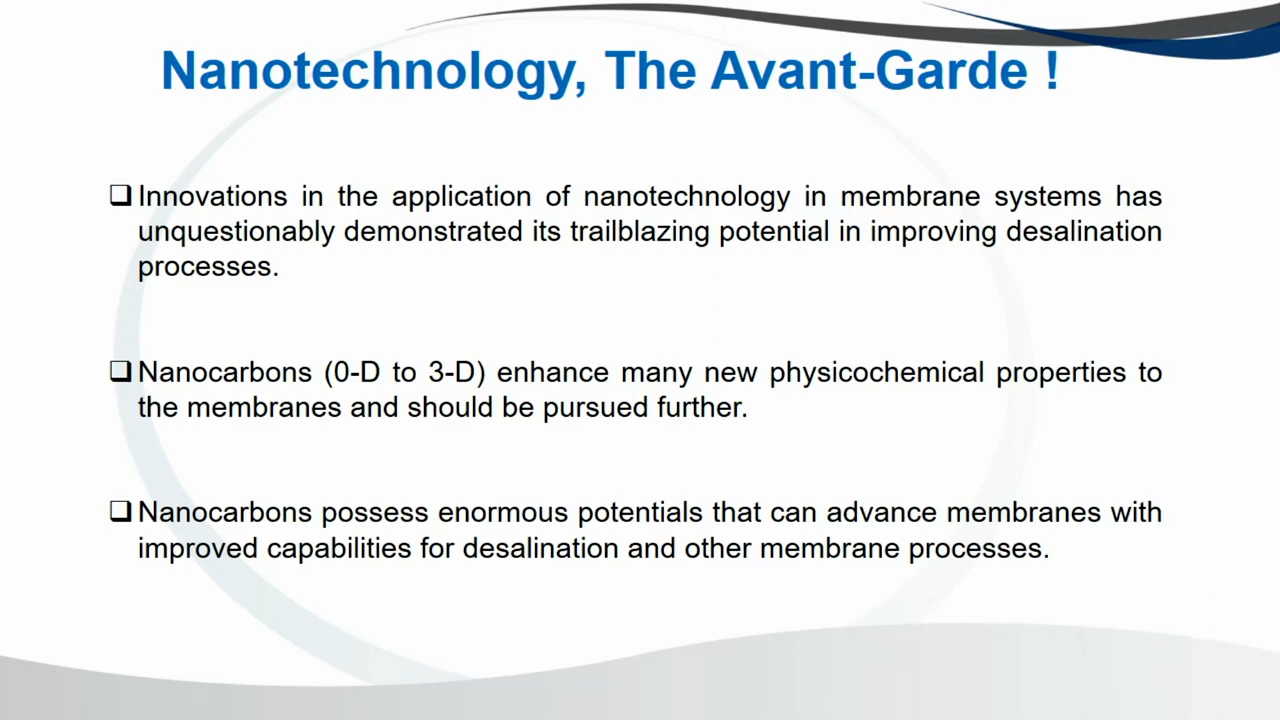 Nanotechnology, The Avant-Garde !
❑Innovations in the application of nanotechnology in membrane systems has
unquestionably demonstrated its trailblazing potential in improving desalination
processes.
❑Nanocarbons (0-D to 3-D) enhance many new physicochemical properties to
the membranes and should be pursued further.
❑Nanocarbons possess enormous potentials that can advance membranes with
improved capabilities for desalination and other membrane processes.